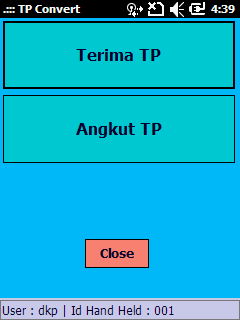 .::: TP Convert 4:39
Terima TP
Angkut TP
Close
User : dkp | Id Hand Held : 001